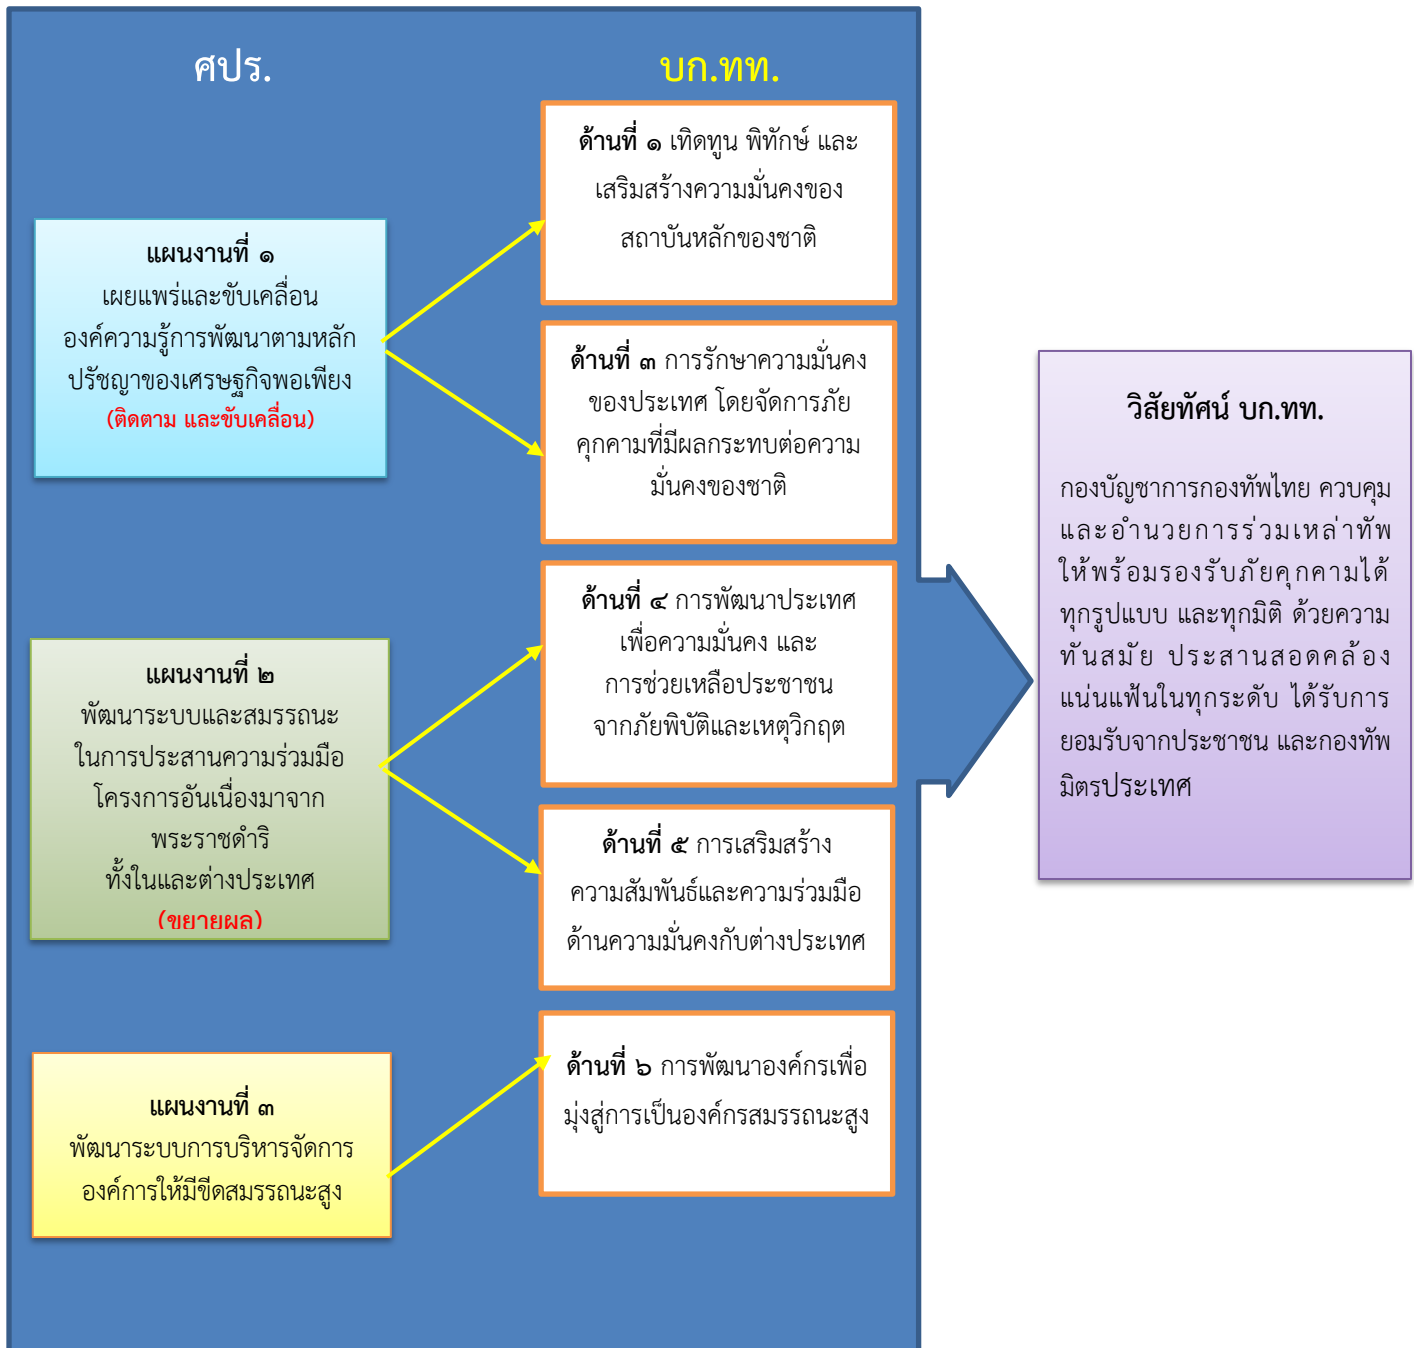 ศปร.
บก.ทท.
แผนงานที่ ๑
เผยแพร่และขับเคลื่อน
องค์ความรู้การพัฒนาตามหลัก
ปรัชญาของเศรษฐกิจพอเพียง
(ติดตาม และขับเคลื่อน)
แผนงานที่ ๒
พัฒนาระบบและสมรรถนะ
ในการประสานความร่วมมือ
โครงการอันเนื่องมาจาก
พระราชดำริ
ทั้งในและต่างประเทศ
(ขยายผล)
แผนงานที่ ๓
พัฒนาระบบการบริหารจัดการ
องค์การให้มีขีดสมรรถนะสูง
ด้านที่ ๑ เทิดทูน พิทักษ์ และ
เสริมสร้างความมั่นคงของ
สถาบันหลักของชาติ
ด้านที่ ๓ การรักษาความมั่นคง
ของประเทศ โดยจัดการภัย
คุกคามที่มีผลกระทบต่อความ
มั่นคงของชาติ
ด้านที่ ๔ การพัฒนาประเทศ
เพื่อความมั่นคง และ
การช่วยเหลือประชาชน
จากภัยพิบัติและเหตุวิกฤต
ด้านที่ ๕ การเสริมสร้าง
ความสัมพันธ์และความร่วมมือ
ด้านความมั่นคงกับต่างประเทศ
ด้านที่ ๖ การพัฒนาองค์กรเพื่อ
มุ่งสู่การเป็นองค์กรสมรรถนะสูง
วิสัยทัศน์ บก.ทท.
กองบัญชาการกองทัพไทย ควบคุม
และอำนวยการร่วมเหล่าทัพ
ให้พร้อมรองรับภัยคุกคามได้
ทุกรูปแบบ และทุกมิติ ด้วยความ
ทันสมัย ประสานสอดคล้อง
แน่นแฟ้นในทุกระดับ ได้รับการ
ยอมรับจากประชาชน และกองทัพ
มิตรประเทศ